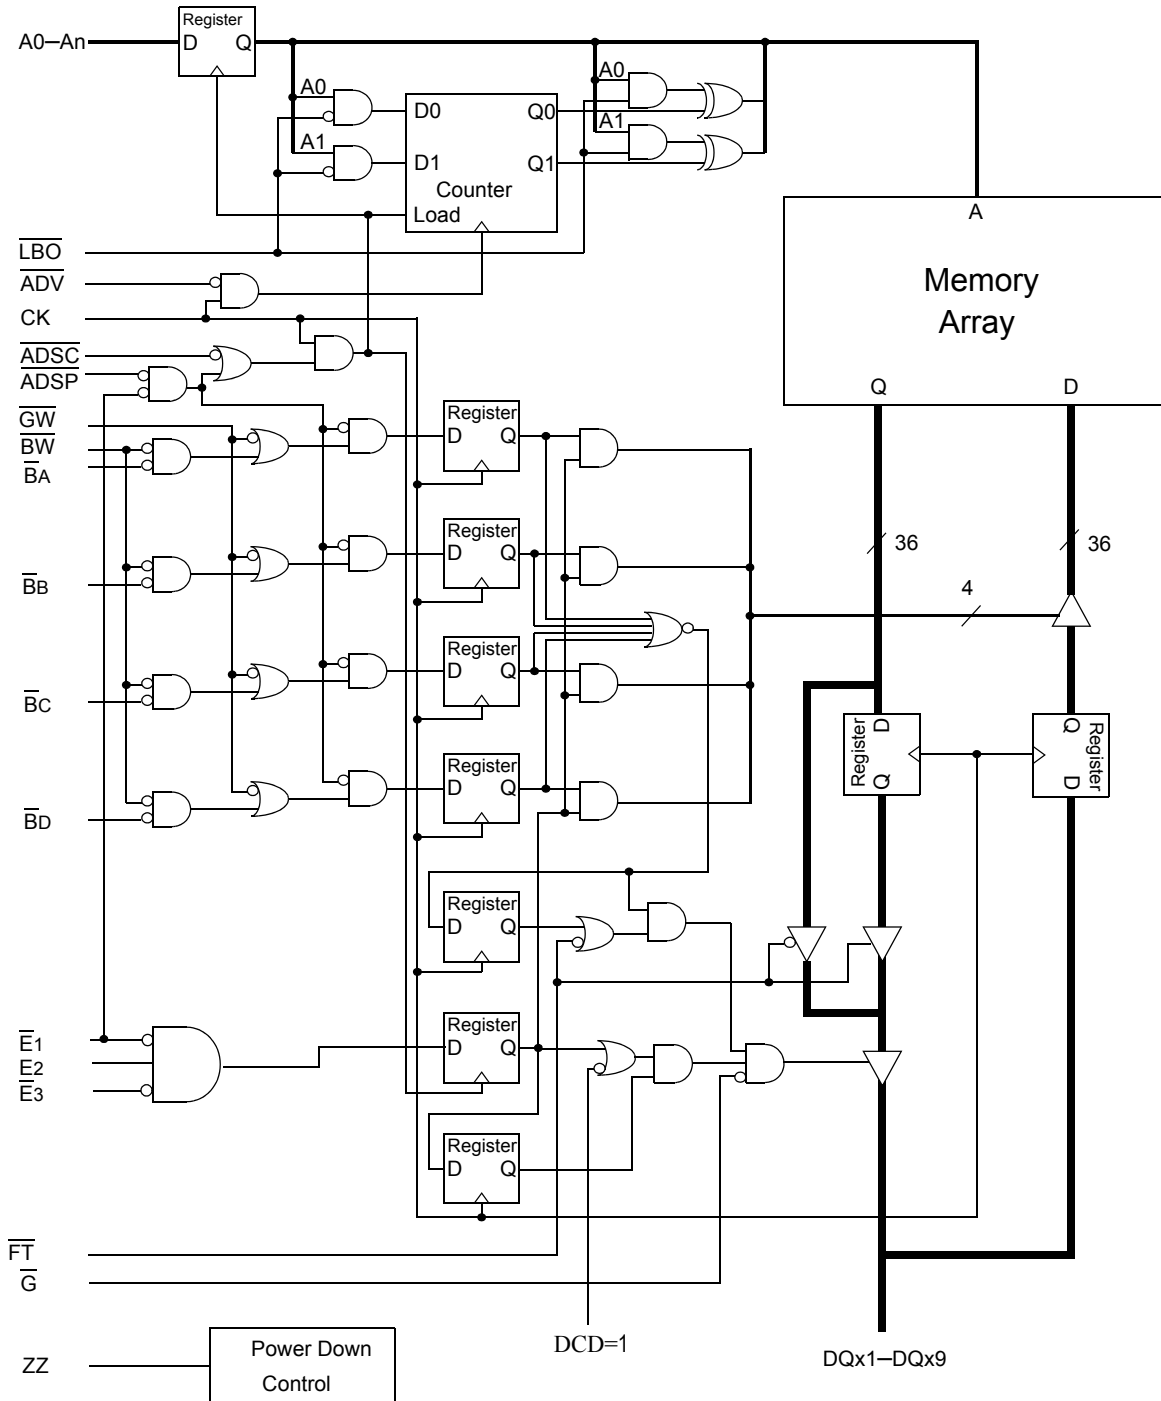 Register
A0–An
D Q
A0
A0
D0
Q0
A1
A1
D1
Q1
Counter
Load
A
LBO
ADV
Memory
Array
CK
ADSC
ADSP
Q
D
GW
Register
BW
D Q
BA
Register
D Q
36
36
BB
4
Register
D Q
BC
Register
D
Q
Register
Q
D
Register
D Q
BD
Register
D Q
Register
E1
D Q
E2
E3
Register
D Q
FT
G
DCD=1
Power Down
Control
ZZ
DQx1–DQx9